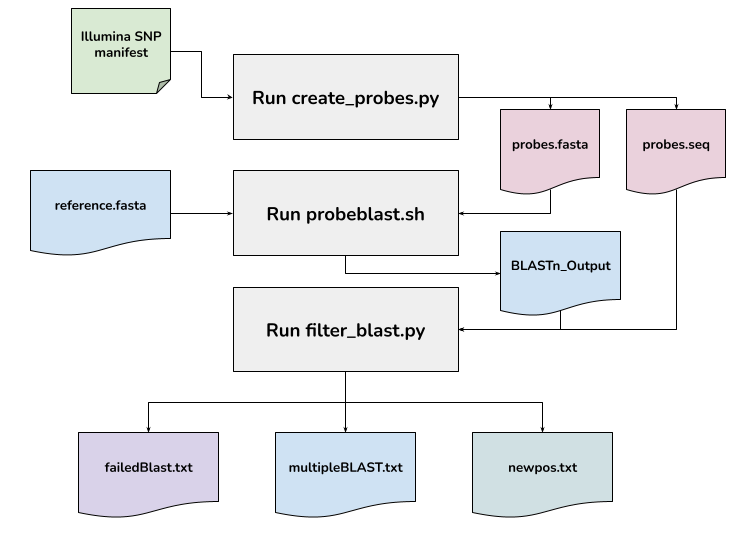 Illumina SNP
manifest
Run create_probes.py
probes.fasta
probes.seq
reference.fasta
Run probeblast.sh
BLASTn_Output
Run filter_blast.py
failedBlast.txt
multipleBLAST.txt
newpos.txt